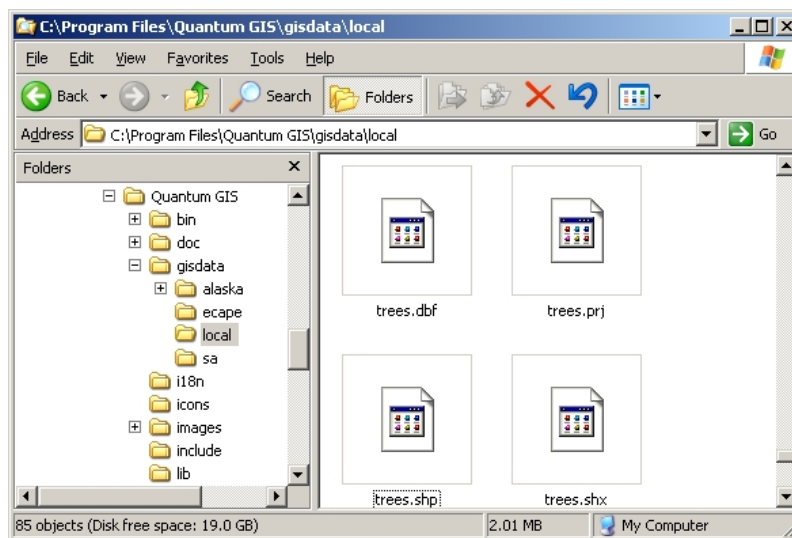 C:\Program Files\Quantum GIS\gisdata\local
File Edit View Favorites Tools Help
Back Search Folders
Address C:\Program Files\Quantum GIS\gisdata\local Go
Folders
Quantum GIS
bin
doc
gisdata
alaska
ecape
local
sa
i18n
icons
images
include
lib
trees.dbf trees.prj
trees.shp trees.shx
85 objects (Disk free space: 19.0 GB) 2.01 MB My Computer